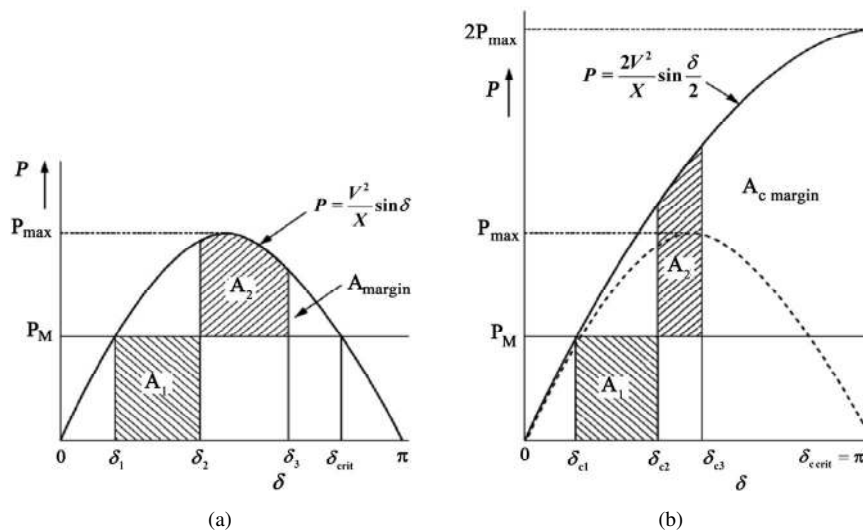 P
P = V²/X sin δ
P_max
A₂
A_margin
P_M
A₁
0 δ₁ δ₂ δ₃ δ_crit π
δ
(a)
2P_max
P = 2V²/X sin δ/2
P
A_c margin
P_max
A₂
P_M
A₁
0 δ_c1 δ_c2 δ_c3 δ_c crit = π
δ
(b)